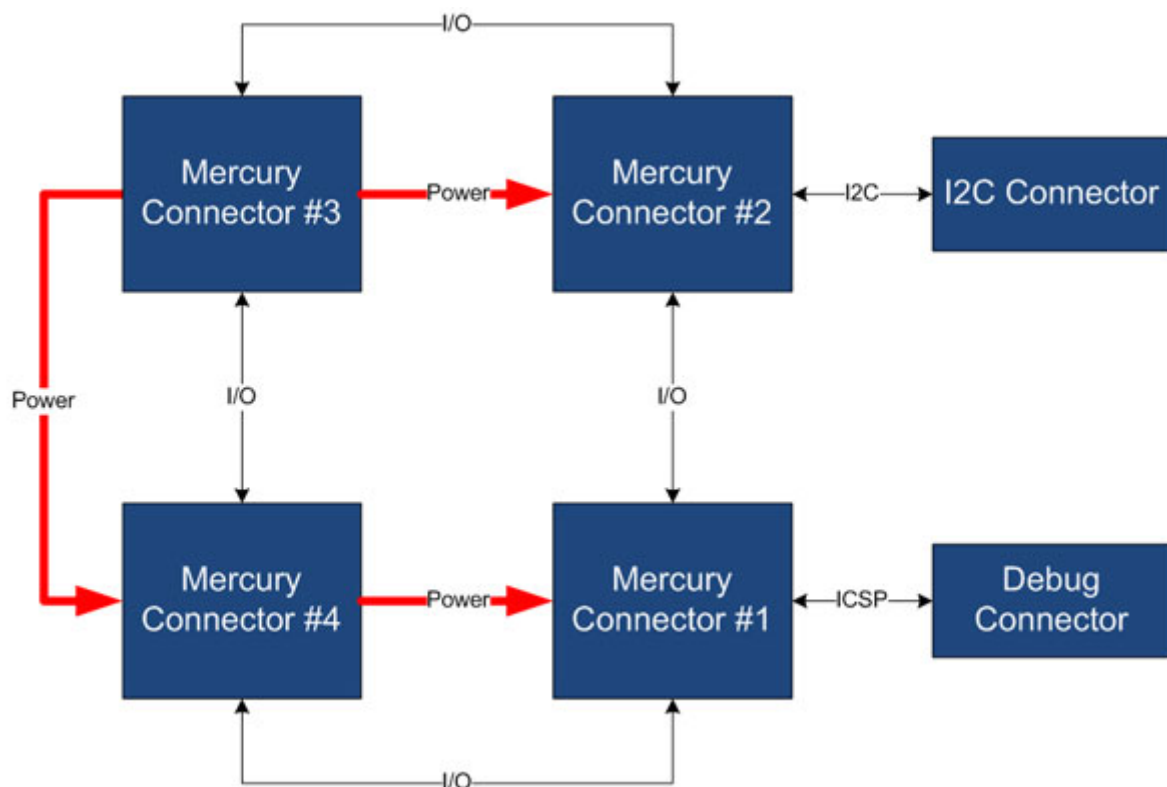 I/O
Mercury
Connector #3
Power
Mercury
Connector #2
I2C
I2C Connector
Power
I/O
I/O
Mercury
Connector #4
Power
Mercury
Connector #1
ICSP
Debug
Connector
I/O